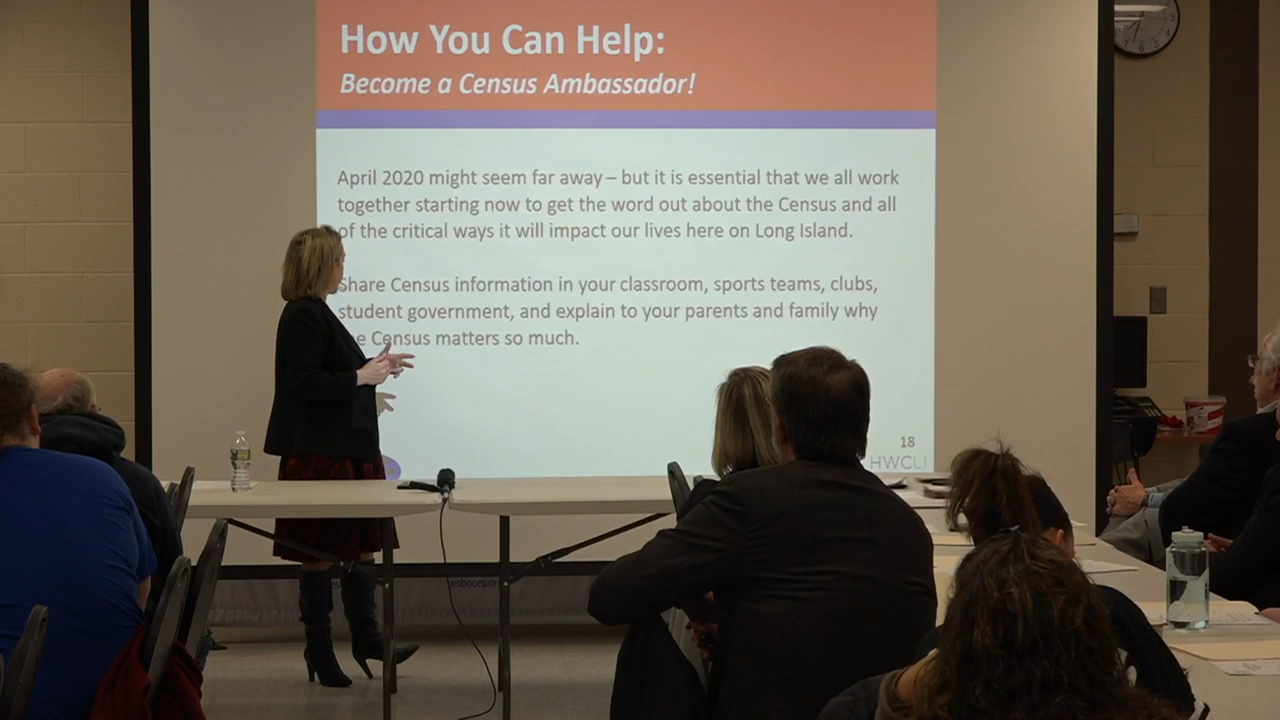 How You Can Help:
Become a Census Ambassador!
April 2020 might seem far away – but it is essential that we all work
together starting now to get the word out about the Census and all
of the critical ways it will impact our lives here on Long Island.
Share Census information in your classroom, sports teams, clubs,
student government, and explain to your parents and family why
Census matters so much.
18
HWCLI
esboces.org